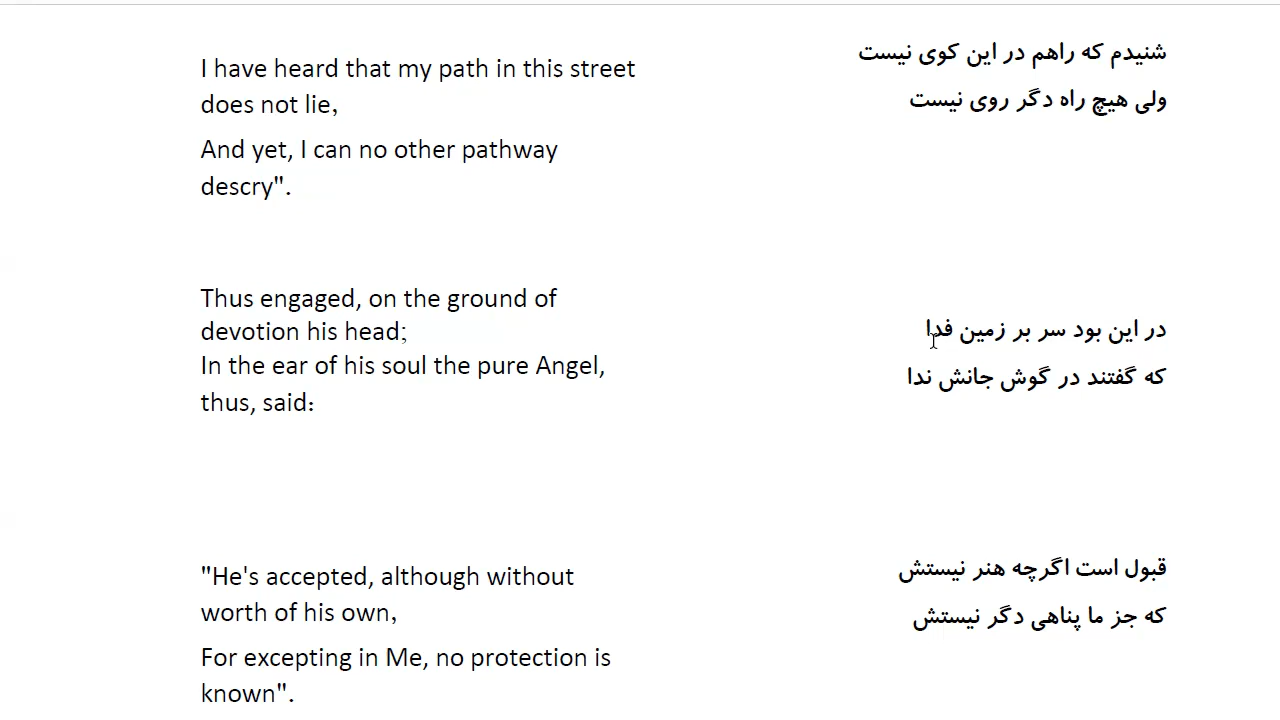 I have heard that my path in this street
does not lie,
And yet, I can no other pathway
descry".
شنیدم که راهم در این کوی نیست
ولی هیچ راه دگر روی نیست
Thus engaged, on the ground of
devotion his head;
In the ear of his soul the pure Angel,
thus, said:
در این بود سر بر زمین فدا
که گفتند در گوش جانش ندا
"He's accepted, although without
worth of his own,
For excepting in Me, no protection is
known".
قبول است اگرچه هنر نیستش
که جز ما پناهی دگر نیستش